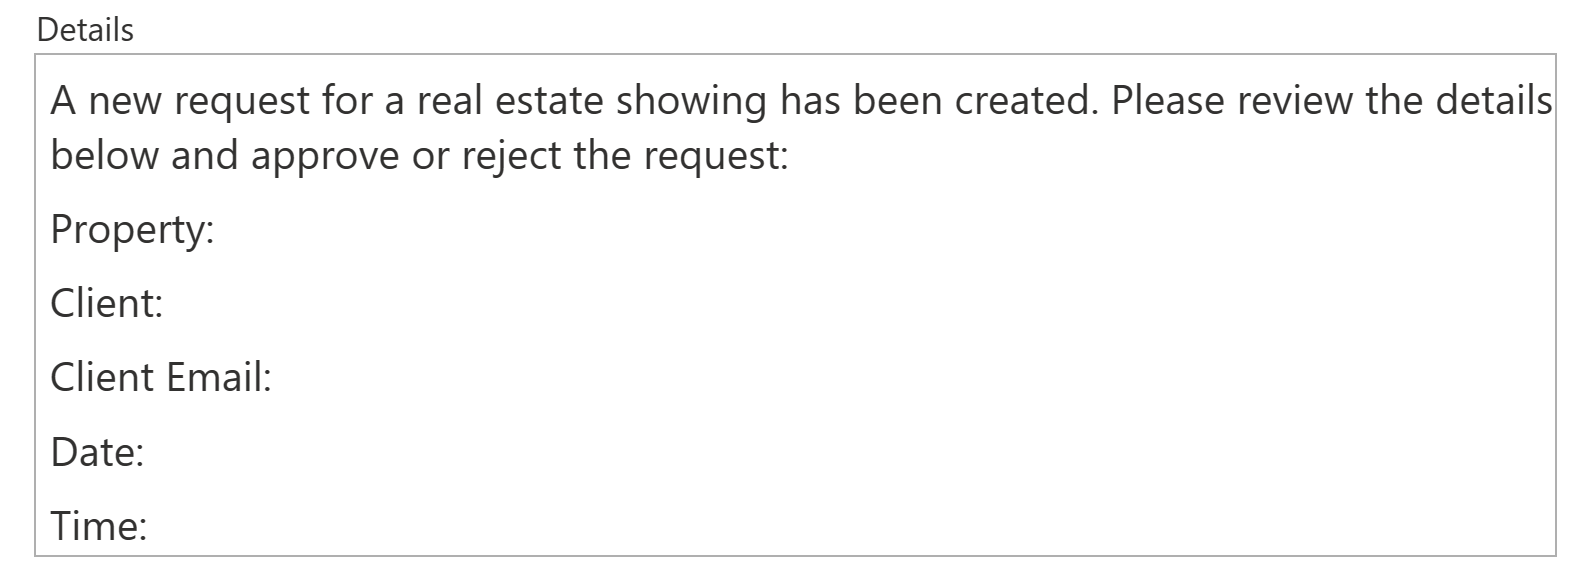 Details
A new request for a real estate showing has been created. Please review the details
below and approve or reject the request:
Property:
Client:
Client Email:
Date:
Time: